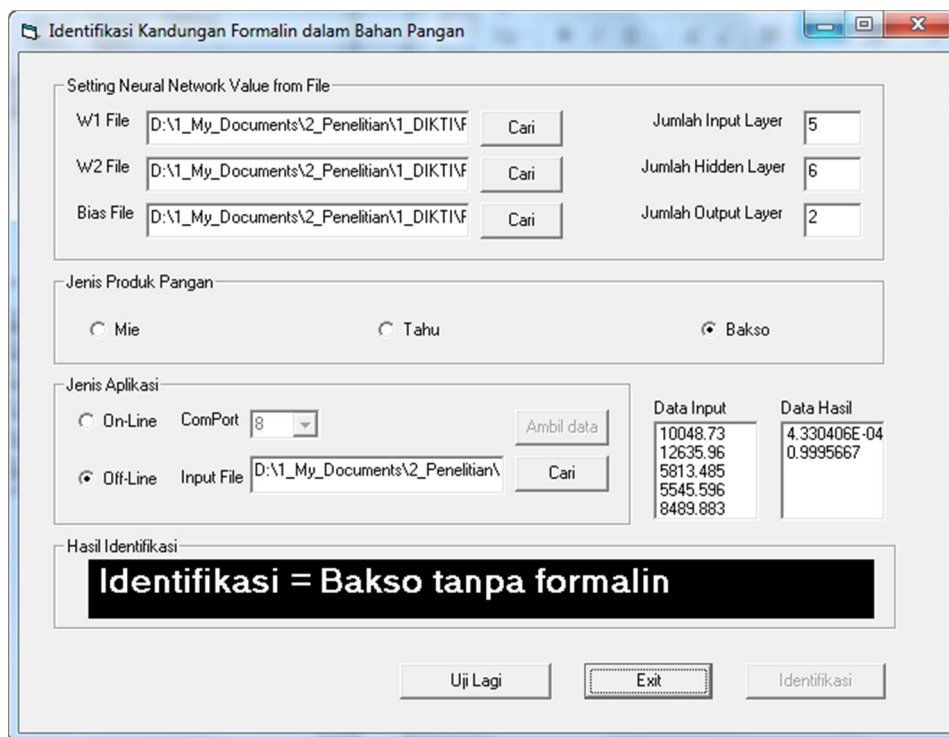 Identifikasi Kandungan Formalin dalam Bahan Pangan
Setting Neural Network Value from File
W1 File D:\1_My_Documents\2_Penelitian\1_DIKTI\F Cari Jumlah Input Layer 5
W2 File D:\1_My_Documents\2_Penelitian\1_DIKTI\F Cari Jumlah Hidden Layer 6
Bias File D:\1_My_Documents\2_Penelitian\1_DIKTI\F Cari Jumlah Output Layer 2
Jenis Produk Pangan
Mie Tahu Bakso
Jenis Aplikasi
On-Line ComPort 8 Ambil data
Off-Line Input File D:\1_My_Documents\2_Penelitian\ Cari
Data Input
10048.73
12635.96
5813.485
5545.596
8489.883
Data Hasil
4.330406E-04
0.9995667
Hasil Identifikasi
Identifikasi = Bakso tanpa formalin
Uji Lagi Exit Identifikasi